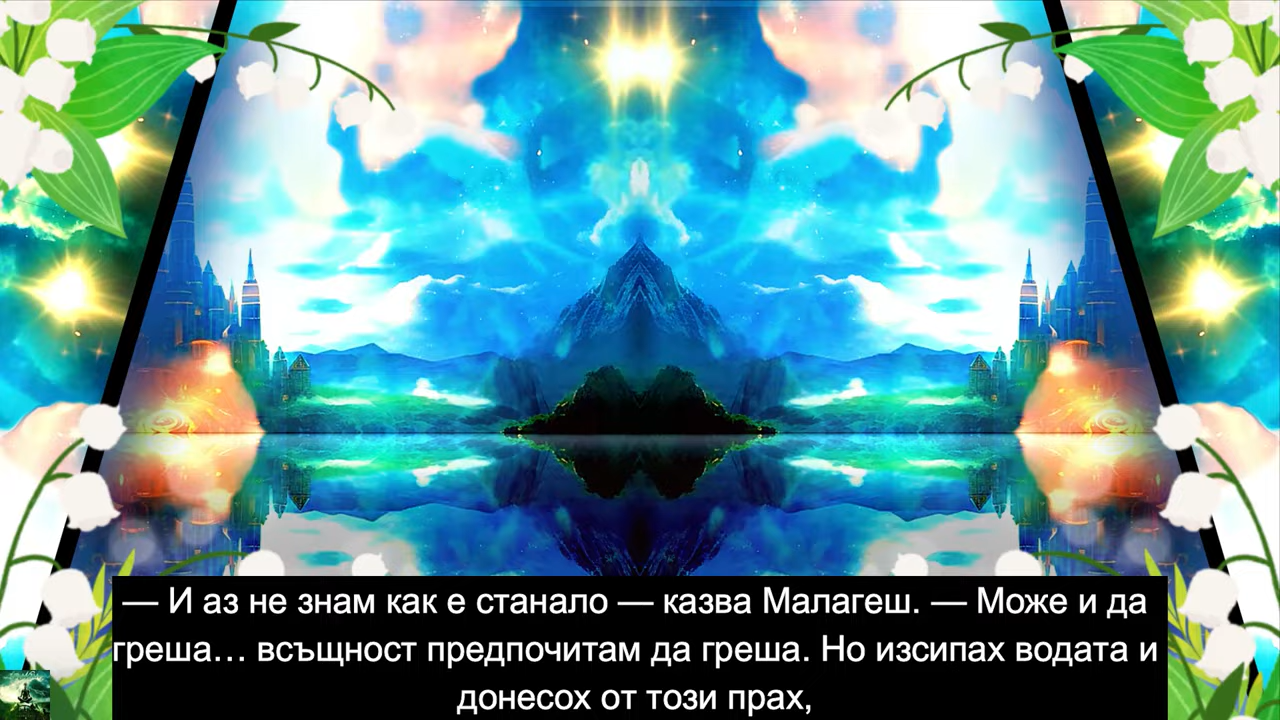 — И аз не знам как е станало — казва Малагеш. — Може и да
греша… всъщност предпочитам да греша. Но изсипах водата и
донесох от този прах,